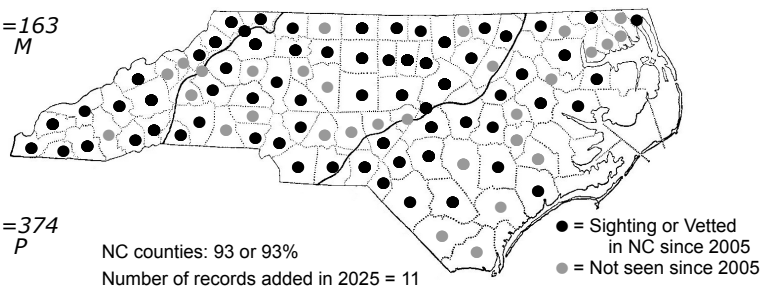 =163
M
=374
P
NC counties: 93 or 93%
Number of records added in 2025 = 11
= Sighting or Vetted
in NC since 2005
= Not seen since 2005